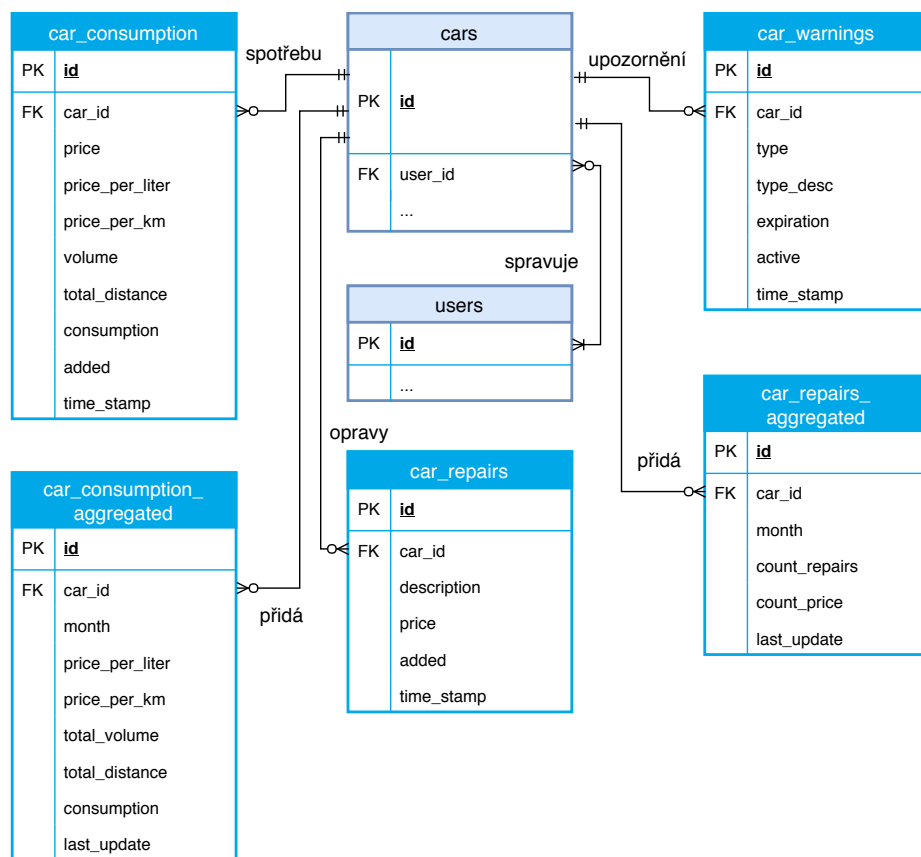 car_consumption
PK id
FK car_id
price
price_per_liter
price_per_km
volume
total_distance
consumption
added
time_stamp
spotřebu
cars
PK id
FK user_id
...
upozornění
car_warnings
PK id
FK car_id
type
type_desc
expiration
active
time_stamp
spravuje
users
PK id
...
opravy
car_repairs
PK id
FK car_id
description
price
added
time_stamp
přidá
car_repairs_
aggregated
PK id
FK car_id
month
count_repairs
count_price
last_update
car_consumption_
aggregated
PK id
FK car_id
month
price_per_liter
price_per_km
total_volume
total_distance
consumption
last_update
přidá